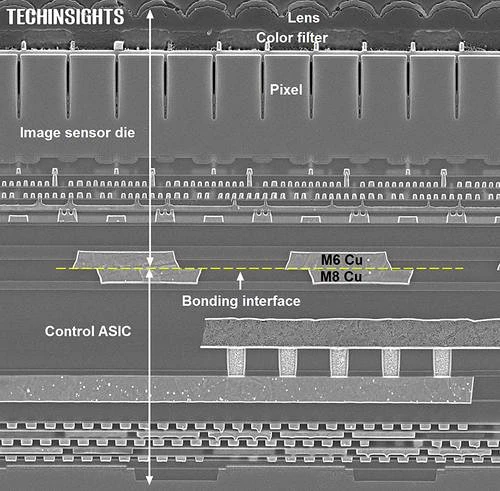 TECHINSIGHTS
Lens
Color filter
Pixel
Image sensor die
M6 Cu
M8 Cu
Bonding interface
Control ASIC